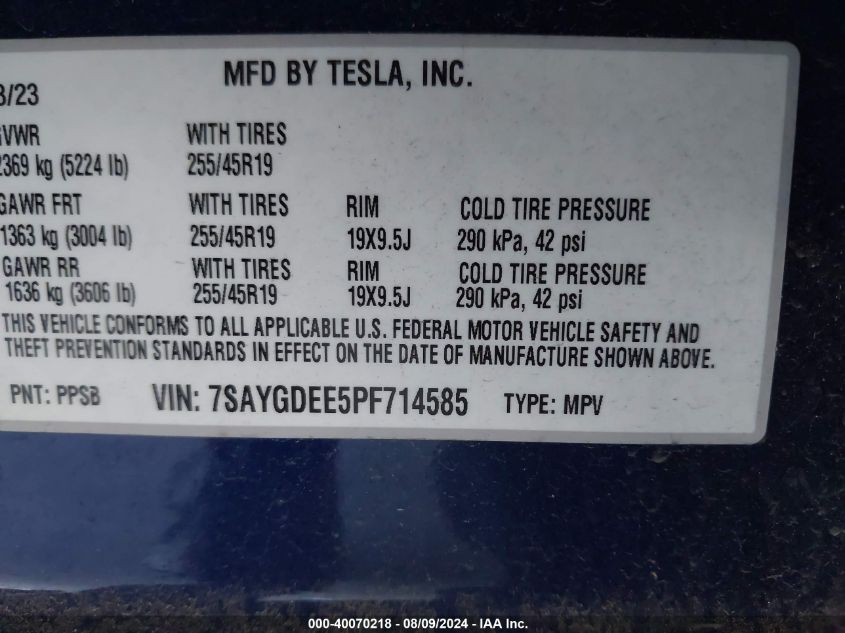 MFD BY TESLA, INC.
3/23
GVWR WITH TIRES
2369 kg (5224 lb) 255/45R19
GAWR FRT WITH TIRES RIM COLD TIRE PRESSURE
1363 kg (3004 lb) 255/45R19 19X9.5J 290 kPa, 42 psi
GAWR RR WITH TIRES RIM COLD TIRE PRESSURE
1636 kg (3606 lb) 255/45R19 19X9.5J 290 kPa, 42 psi
THIS VEHICLE CONFORMS TO ALL APPLICABLE U.S. FEDERAL MOTOR VEHICLE SAFETY AND
THEFT PREVENTION STANDARDS IN EFFECT ON THE DATE OF MANUFACTURE SHOWN ABOVE.
PNT: PPSB VIN: 7SAYGDEE5PF714585 TYPE: MPV
000-40070218 - 08/09/2024 - IAA Inc.